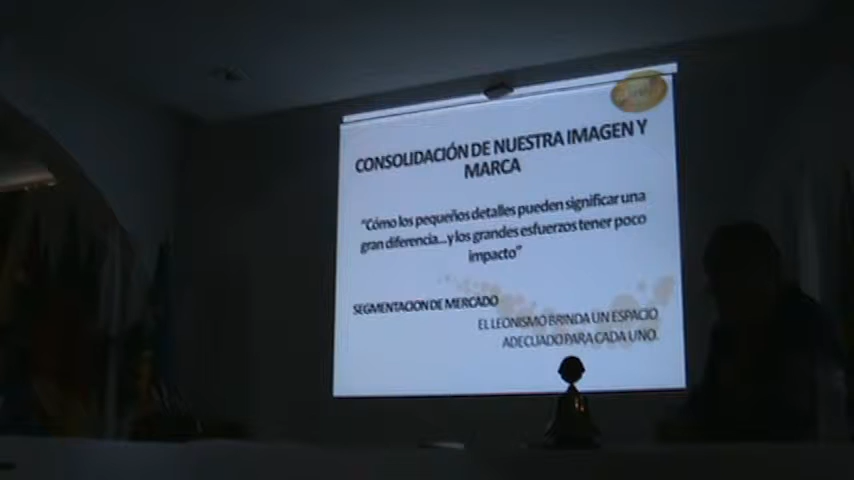 CONSOLIDACIÓN DE NUESTRA IMAGEN Y
MARCA
"Cómo los pequeños detalles pueden significar una
gran diferencia...y los grandes esfuerzos tener poco
impacto"
SEGMENTACION DE MERCADO
EL LEONISMO BRINDA UN ESPACIO
ADECUADO PARA CADA UNO.